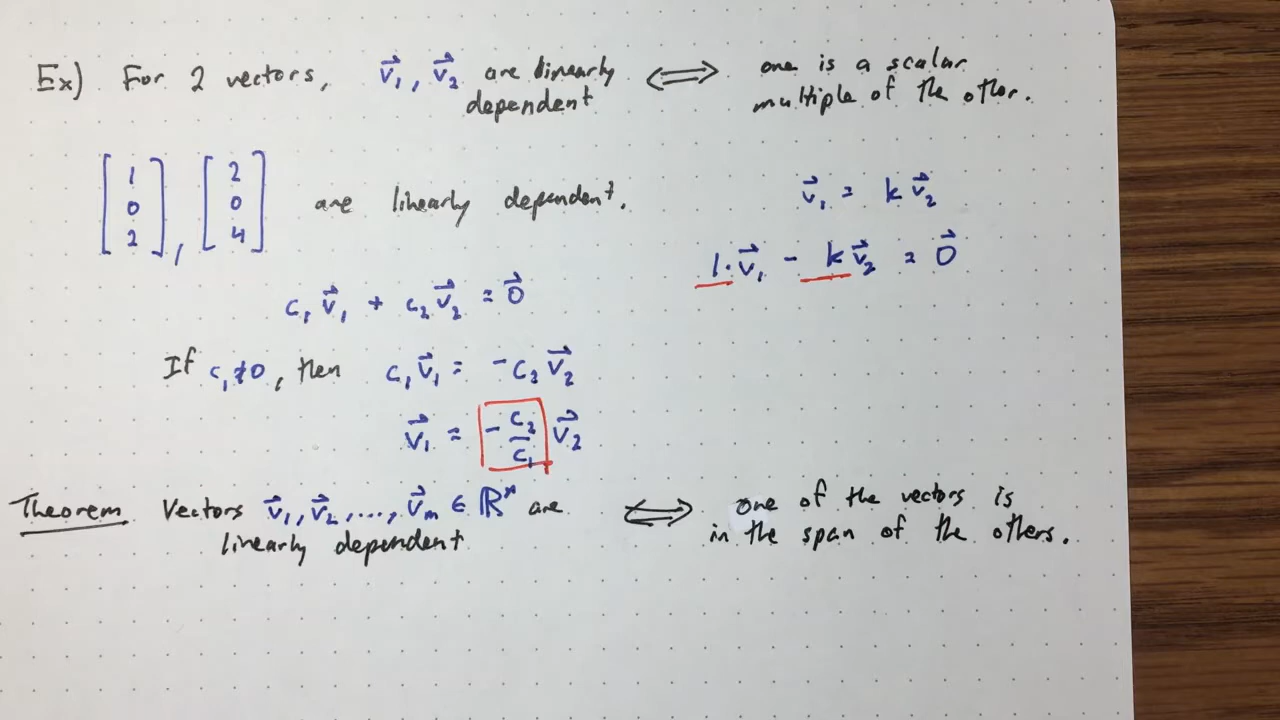 Ex) For 2 vectors, v⃗₁, v⃗₂ are linearly dependent ⟺ one is a scalar multiple of the other.
[1 0 2], [2 0 4] are linearly dependent.
v⃗₁ = k v⃗₂
1·v⃗₁ - k v⃗₂ = 0⃗
c₁v⃗₁ + c₂v⃗₂ = 0⃗
If c₁≠0, then c₁v⃗₁ = -c₂v⃗₂
v⃗₁ = -c₂/c₁ v⃗₂
Theorem Vectors v⃗₁, v⃗₂, ..., v⃗ₘ ∈ ℝⁿ are linearly dependent ⟺ one of the vectors is in the span of the others.